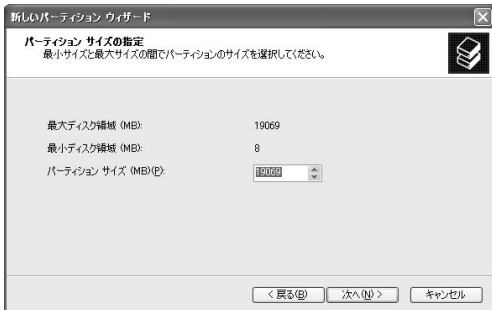 新しいパーティション ウィザード
パーティション サイズの指定
最小サイズと最大サイズの間でパーティションのサイズを選択してください。
最大ディスク領域 (MB): 19069
最小ディスク領域 (MB): 8
パーティション サイズ (MB)(P): 19069
< 戻る(B) 次へ(N) > キャンセル